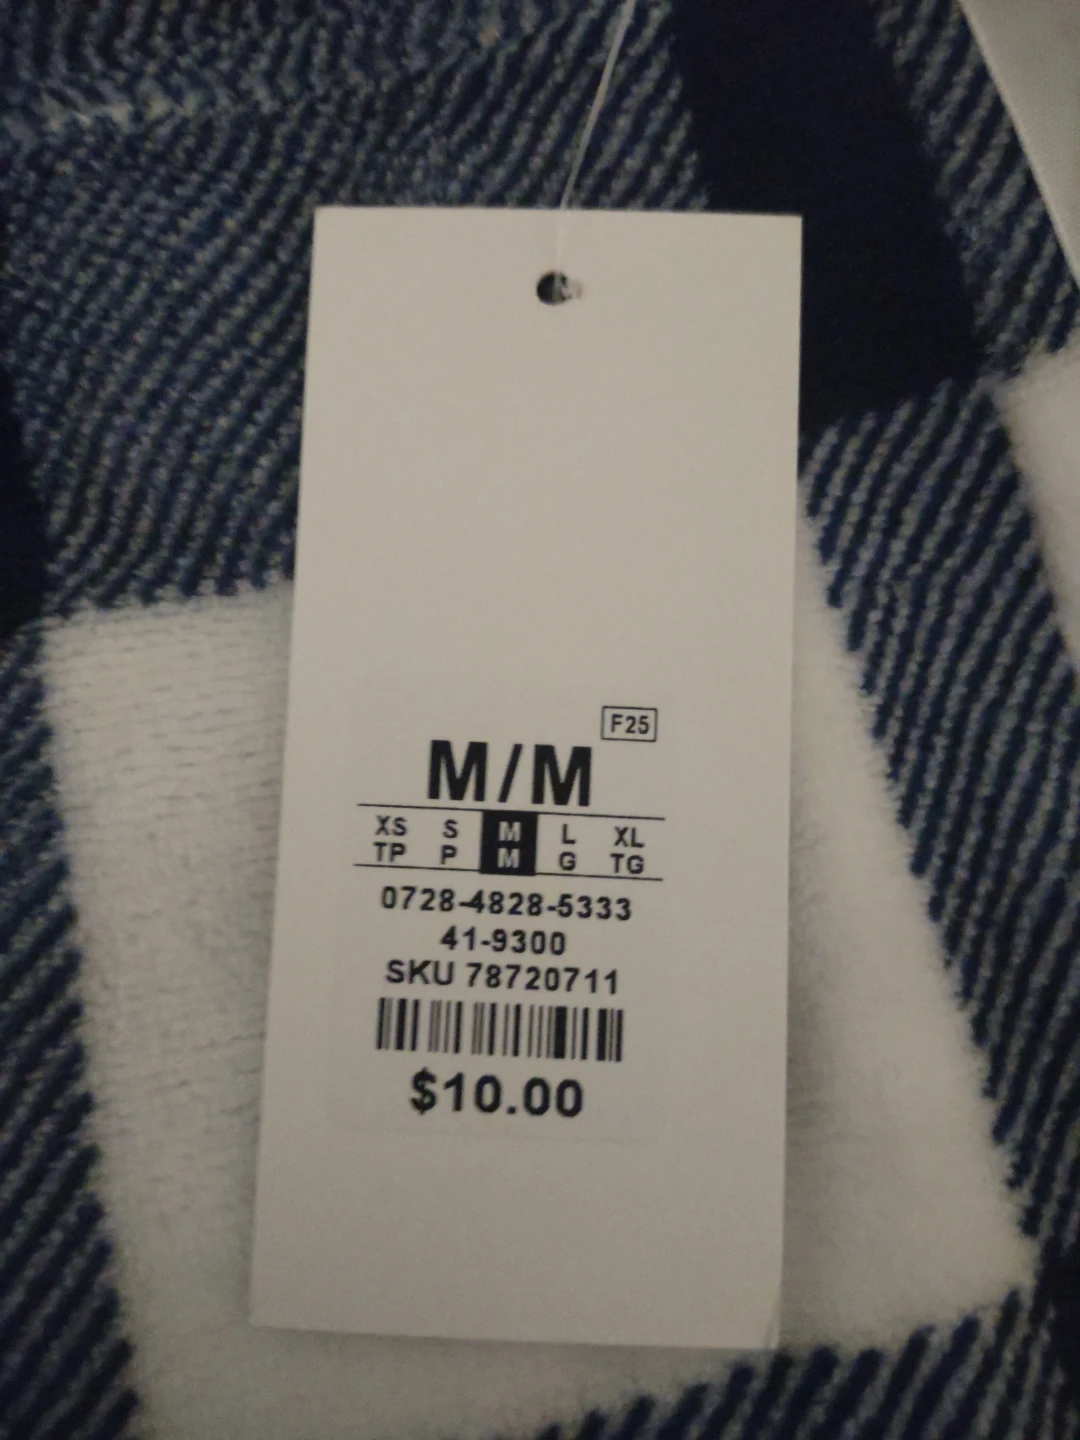 F25
M/M
XS S M L XL
TP P M G TG
0728-4828-5333
41-9300
SKU 78720711
$10.00